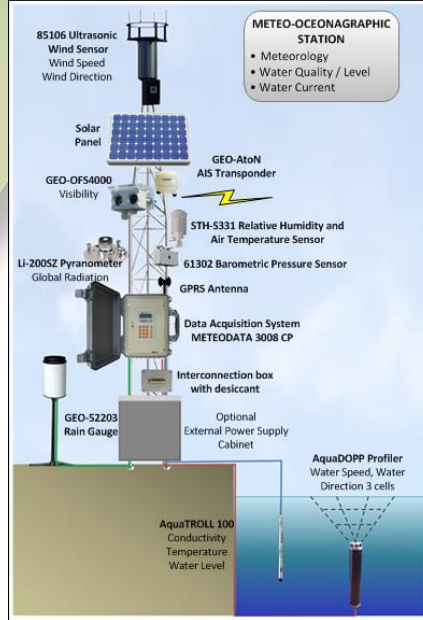 METEO-OCEONAGRAPHIC
STATION
• Meteorology
• Water Quality / Level
• Water Current
85106 Ultrasonic
Wind Sensor
Wind Speed
Wind Direction
Solar
Panel
GEO-AtoN
AIS Transponder
GEO-OFS4000
Visibility
STH-S331 Relative Humidity and
Air Temperature Sensor
Li-200SZ Pyranometer
Global Radiation
61302 Barometric Pressure Sensor
GPRS Antenna
Data Acquisition System
METEODATA 3008 CP
Interconnection box
with desiccant
GEO-52203
Rain Gauge
Optional
External Power Supply
Cabinet
AquaDOPP Profiler
Water Speed, Water
Direction 3 cells
AquaTROLL 100
Conductivity
Temperature
Water Level